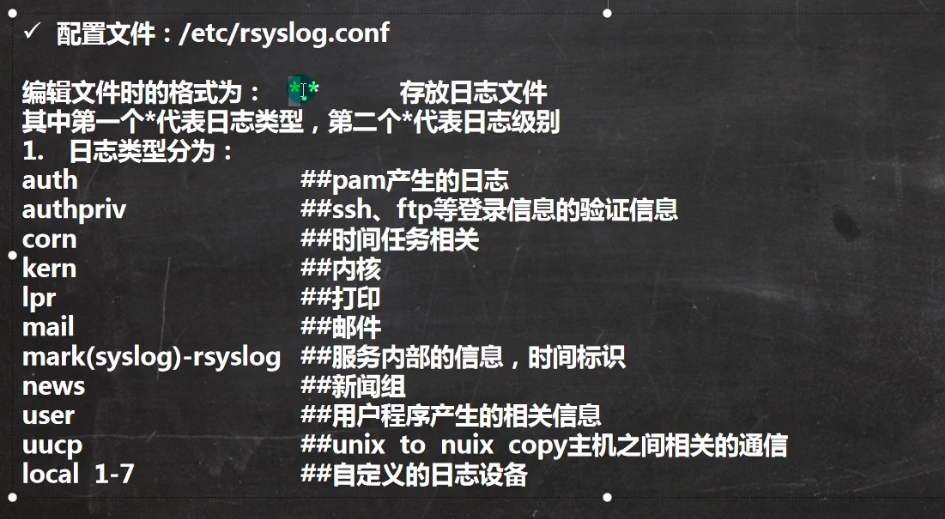 ✓ 配置文件：/etc/rsyslog.conf
编辑文件时的格式为： *.* 存放日志文件
其中第一个*代表日志类型，第二个*代表日志级别
1. 日志类型分为：
auth ##pam产生的日志
authpriv ##ssh、ftp等登录信息的验证信息
corn ##时间任务相关
kern ##内核
lpr ##打印
mail ##邮件
mark(syslog)-rsyslog ##服务内部的信息，时间标识
news ##新闻组
user ##用户程序产生的相关信息
uucp ##unix to nuix copy主机之间相关的通信
local 1-7 ##自定义的日志设备